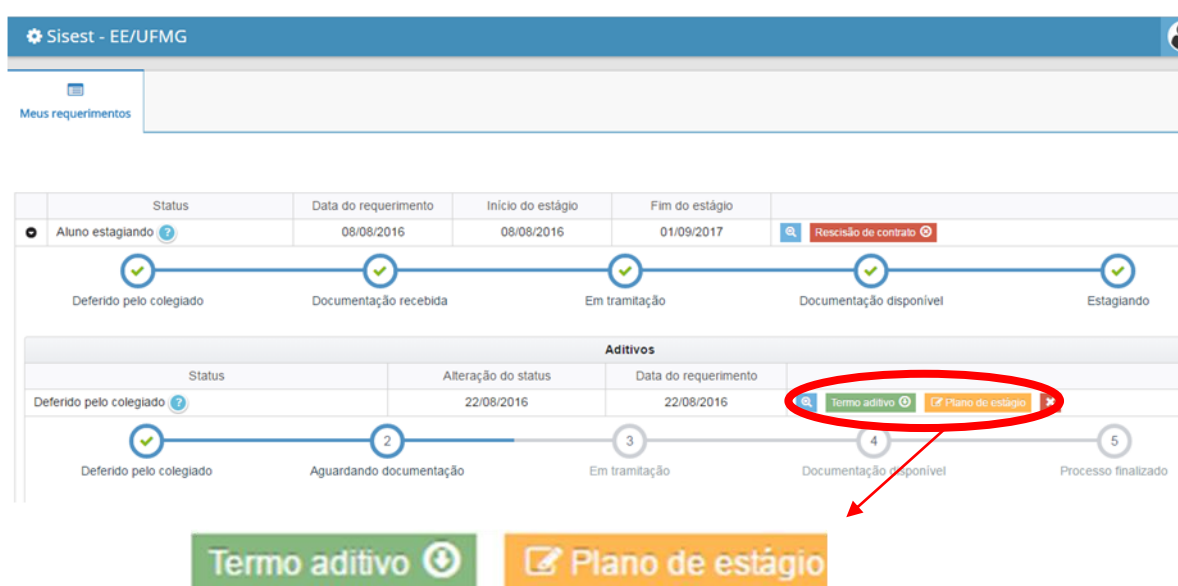 Sisest - EE/UFMG
Meus requerimentos
Status Data do requerimento Início do estágio Fim do estágio
Aluno estagiando ? 08/08/2016 08/08/2016 01/09/2017 Rescisão de contrato
Deferido pelo colegiado Documentação recebida Em tramitação Documentação disponível Estagiando
Aditivos
Status Alteração do status Data do requerimento
Deferido pelo colegiado ? 22/08/2016 22/08/2016 Termo aditivo Plano de estágio
2 3 4 5
Deferido pelo colegiado Aguardando documentação Em tramitação Documentação disponível Processo finalizado
Termo aditivo Plano de estágio